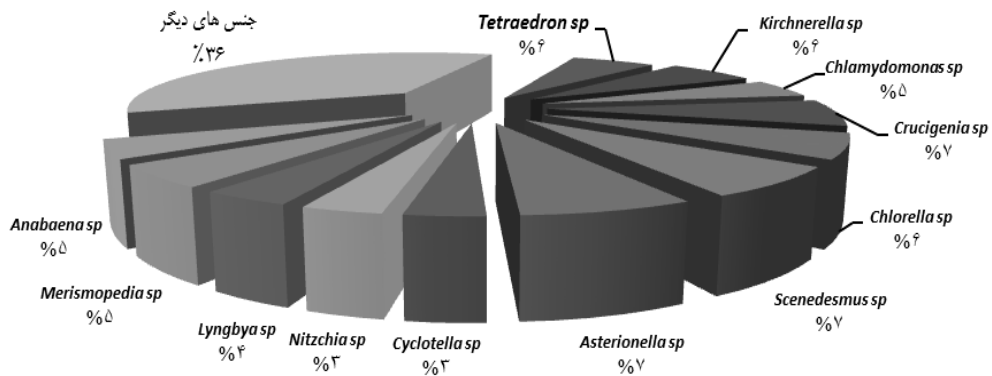 جنس های دیگر
%۳۶
Tetraedron sp
%۶
Kirchnerella sp
%۶
Chlamydomonas sp
%۵
Crucigenia sp
%۷
Chlorella sp
%۶
Scenedesmus sp
%۷
Asterionella sp
%۷
Cyclotella sp
%۳
Nitzchia sp
%۳
Lyngbya sp
%۴
Merismopedia sp
%۵
Anabaena sp
%۵